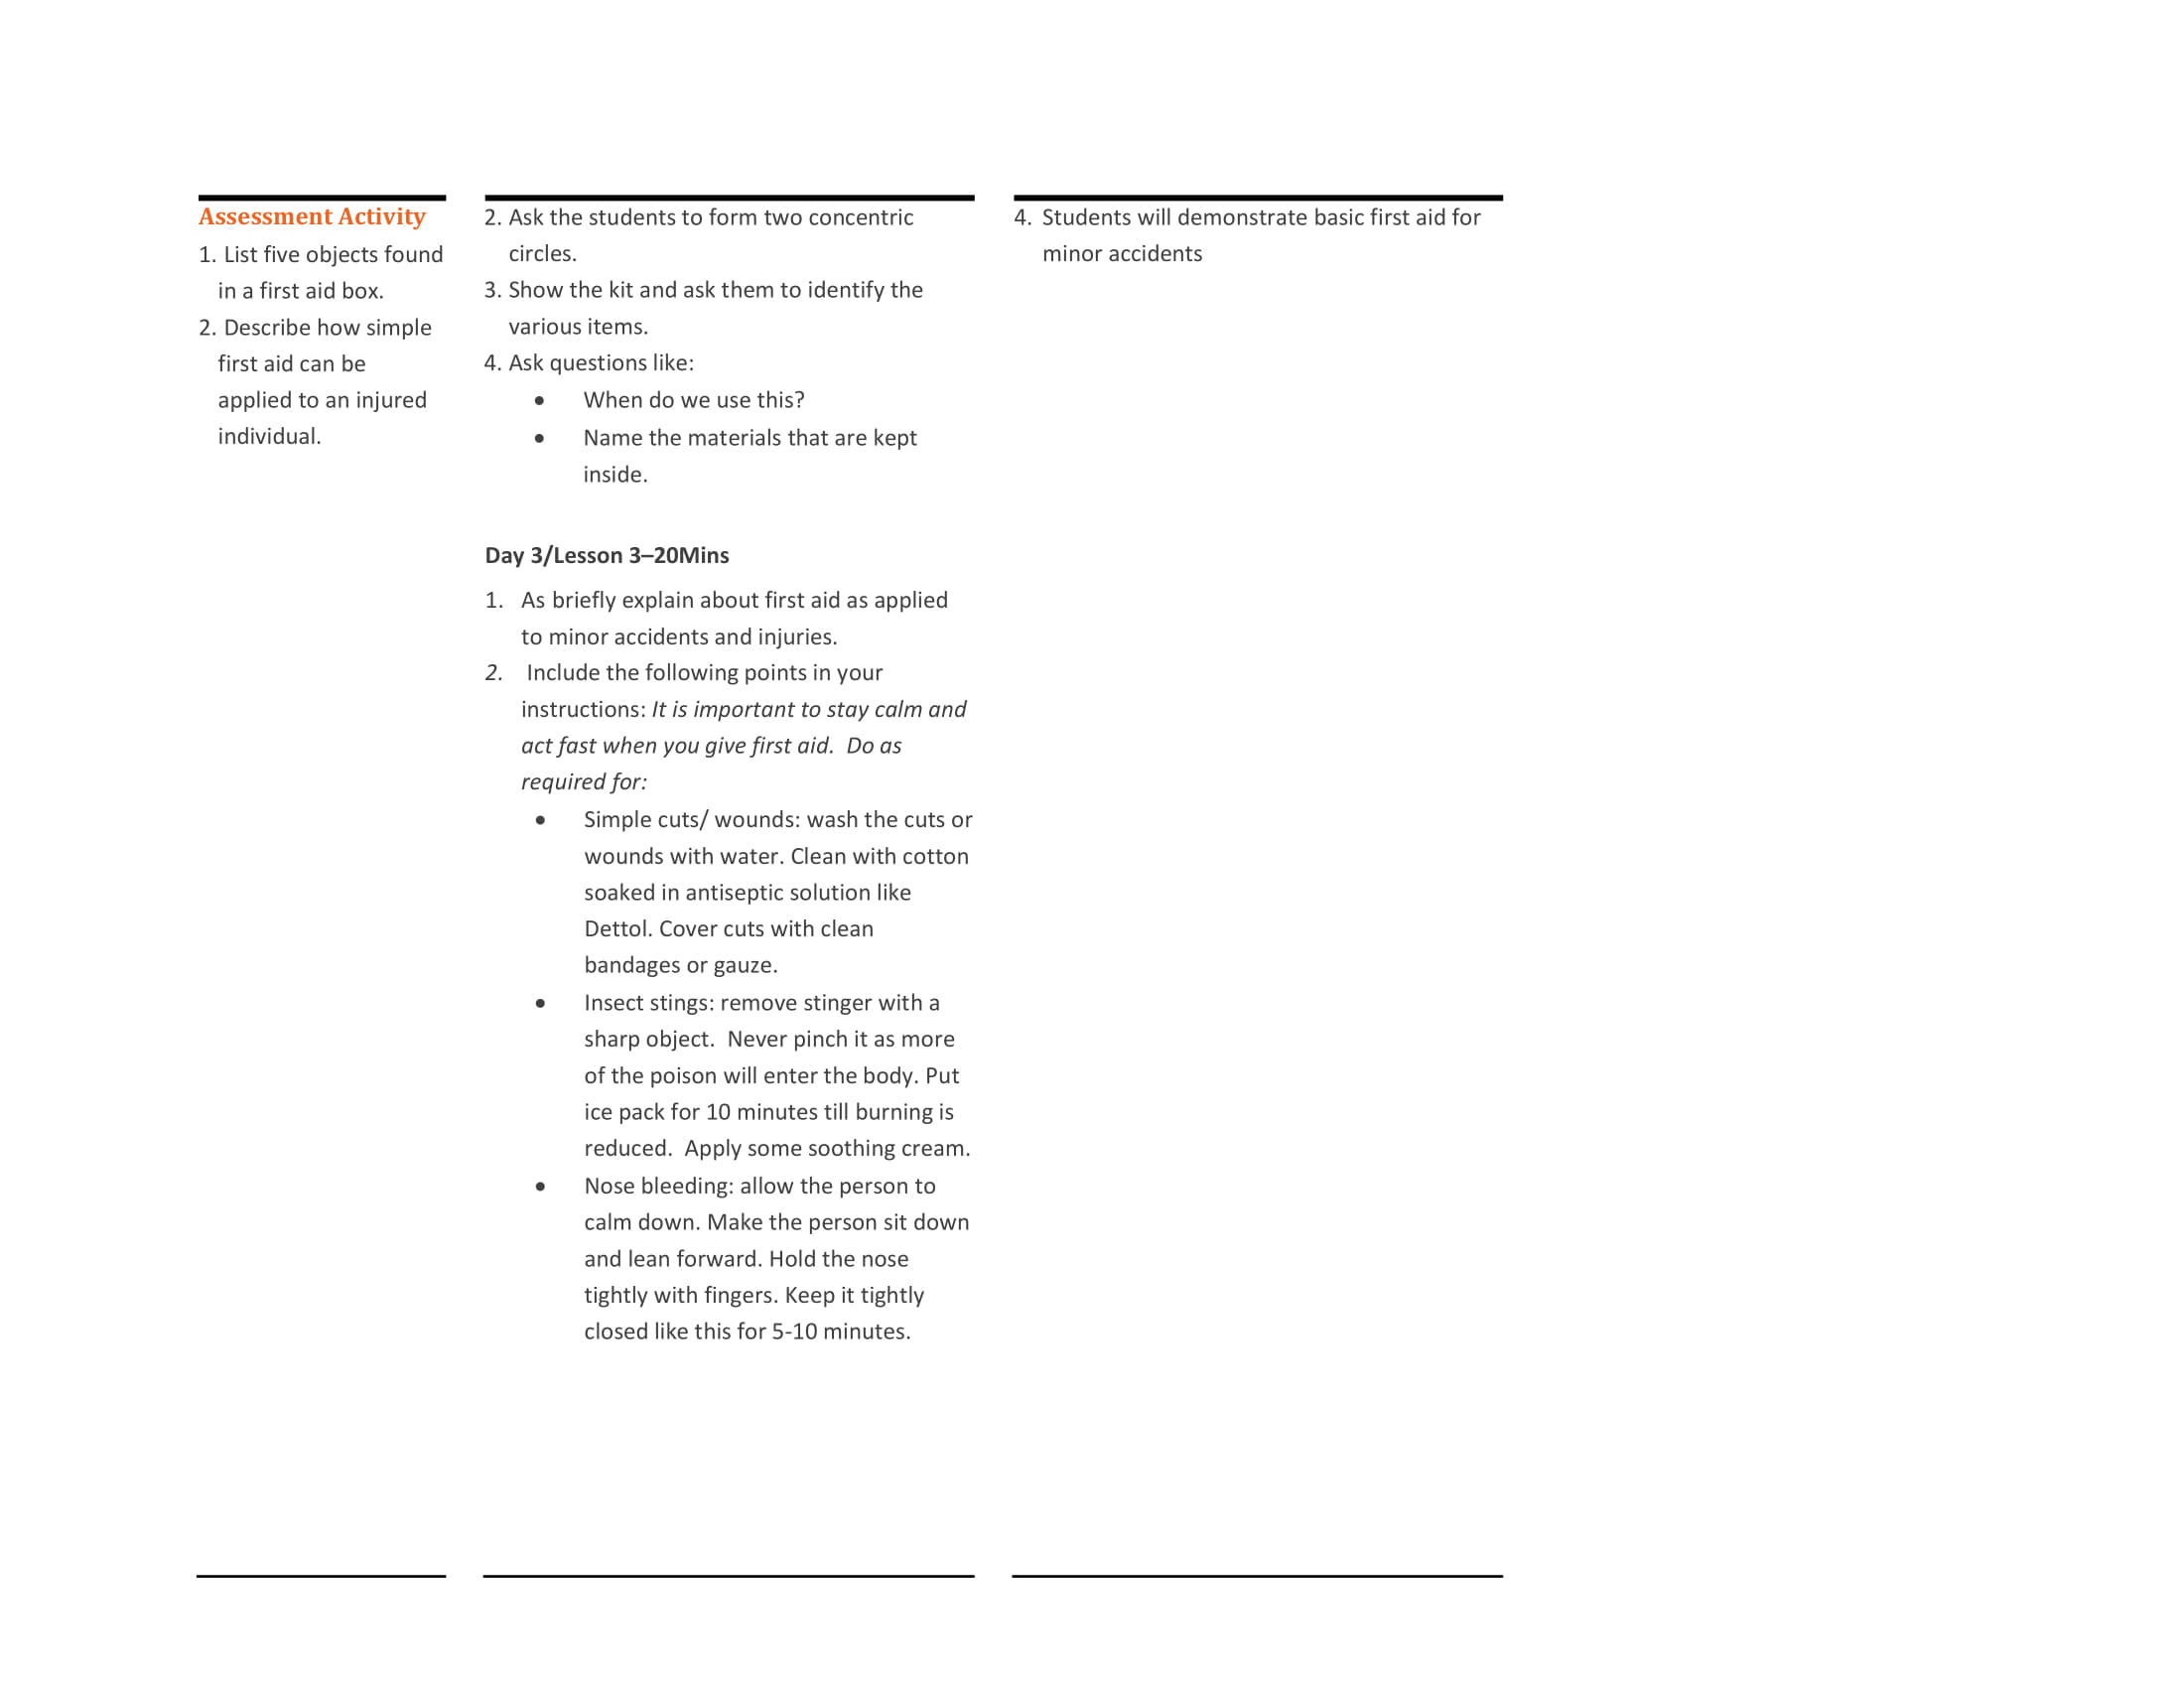 Assessment Activity
1. List five objects found
in a first aid box.
2. Describe how simple
first aid can be
applied to an injured
individual.
2. Ask the students to form two concentric
circles.
3. Show the kit and ask them to identify the
various items.
4. Ask questions like:
• When do we use this?
• Name the materials that are kept
inside.
Day 3/Lesson 3–20Mins
1. As briefly explain about first aid as applied
to minor accidents and injuries.
2. Include the following points in your
instructions: It is important to stay calm and
act fast when you give first aid. Do as
required for:
• Simple cuts/ wounds: wash the cuts or
wounds with water. Clean with cotton
soaked in antiseptic solution like
Dettol. Cover cuts with clean
bandages or gauze.
• Insect stings: remove stinger with a
sharp object. Never pinch it as more
of the poison will enter the body. Put
ice pack for 10 minutes till burning is
reduced. Apply some soothing cream.
• Nose bleeding: allow the person to
calm down. Make the person sit down
and lean forward. Hold the nose
tightly with fingers. Keep it tightly
closed like this for 5-10 minutes.
4. Students will demonstrate basic first aid for
minor accidents